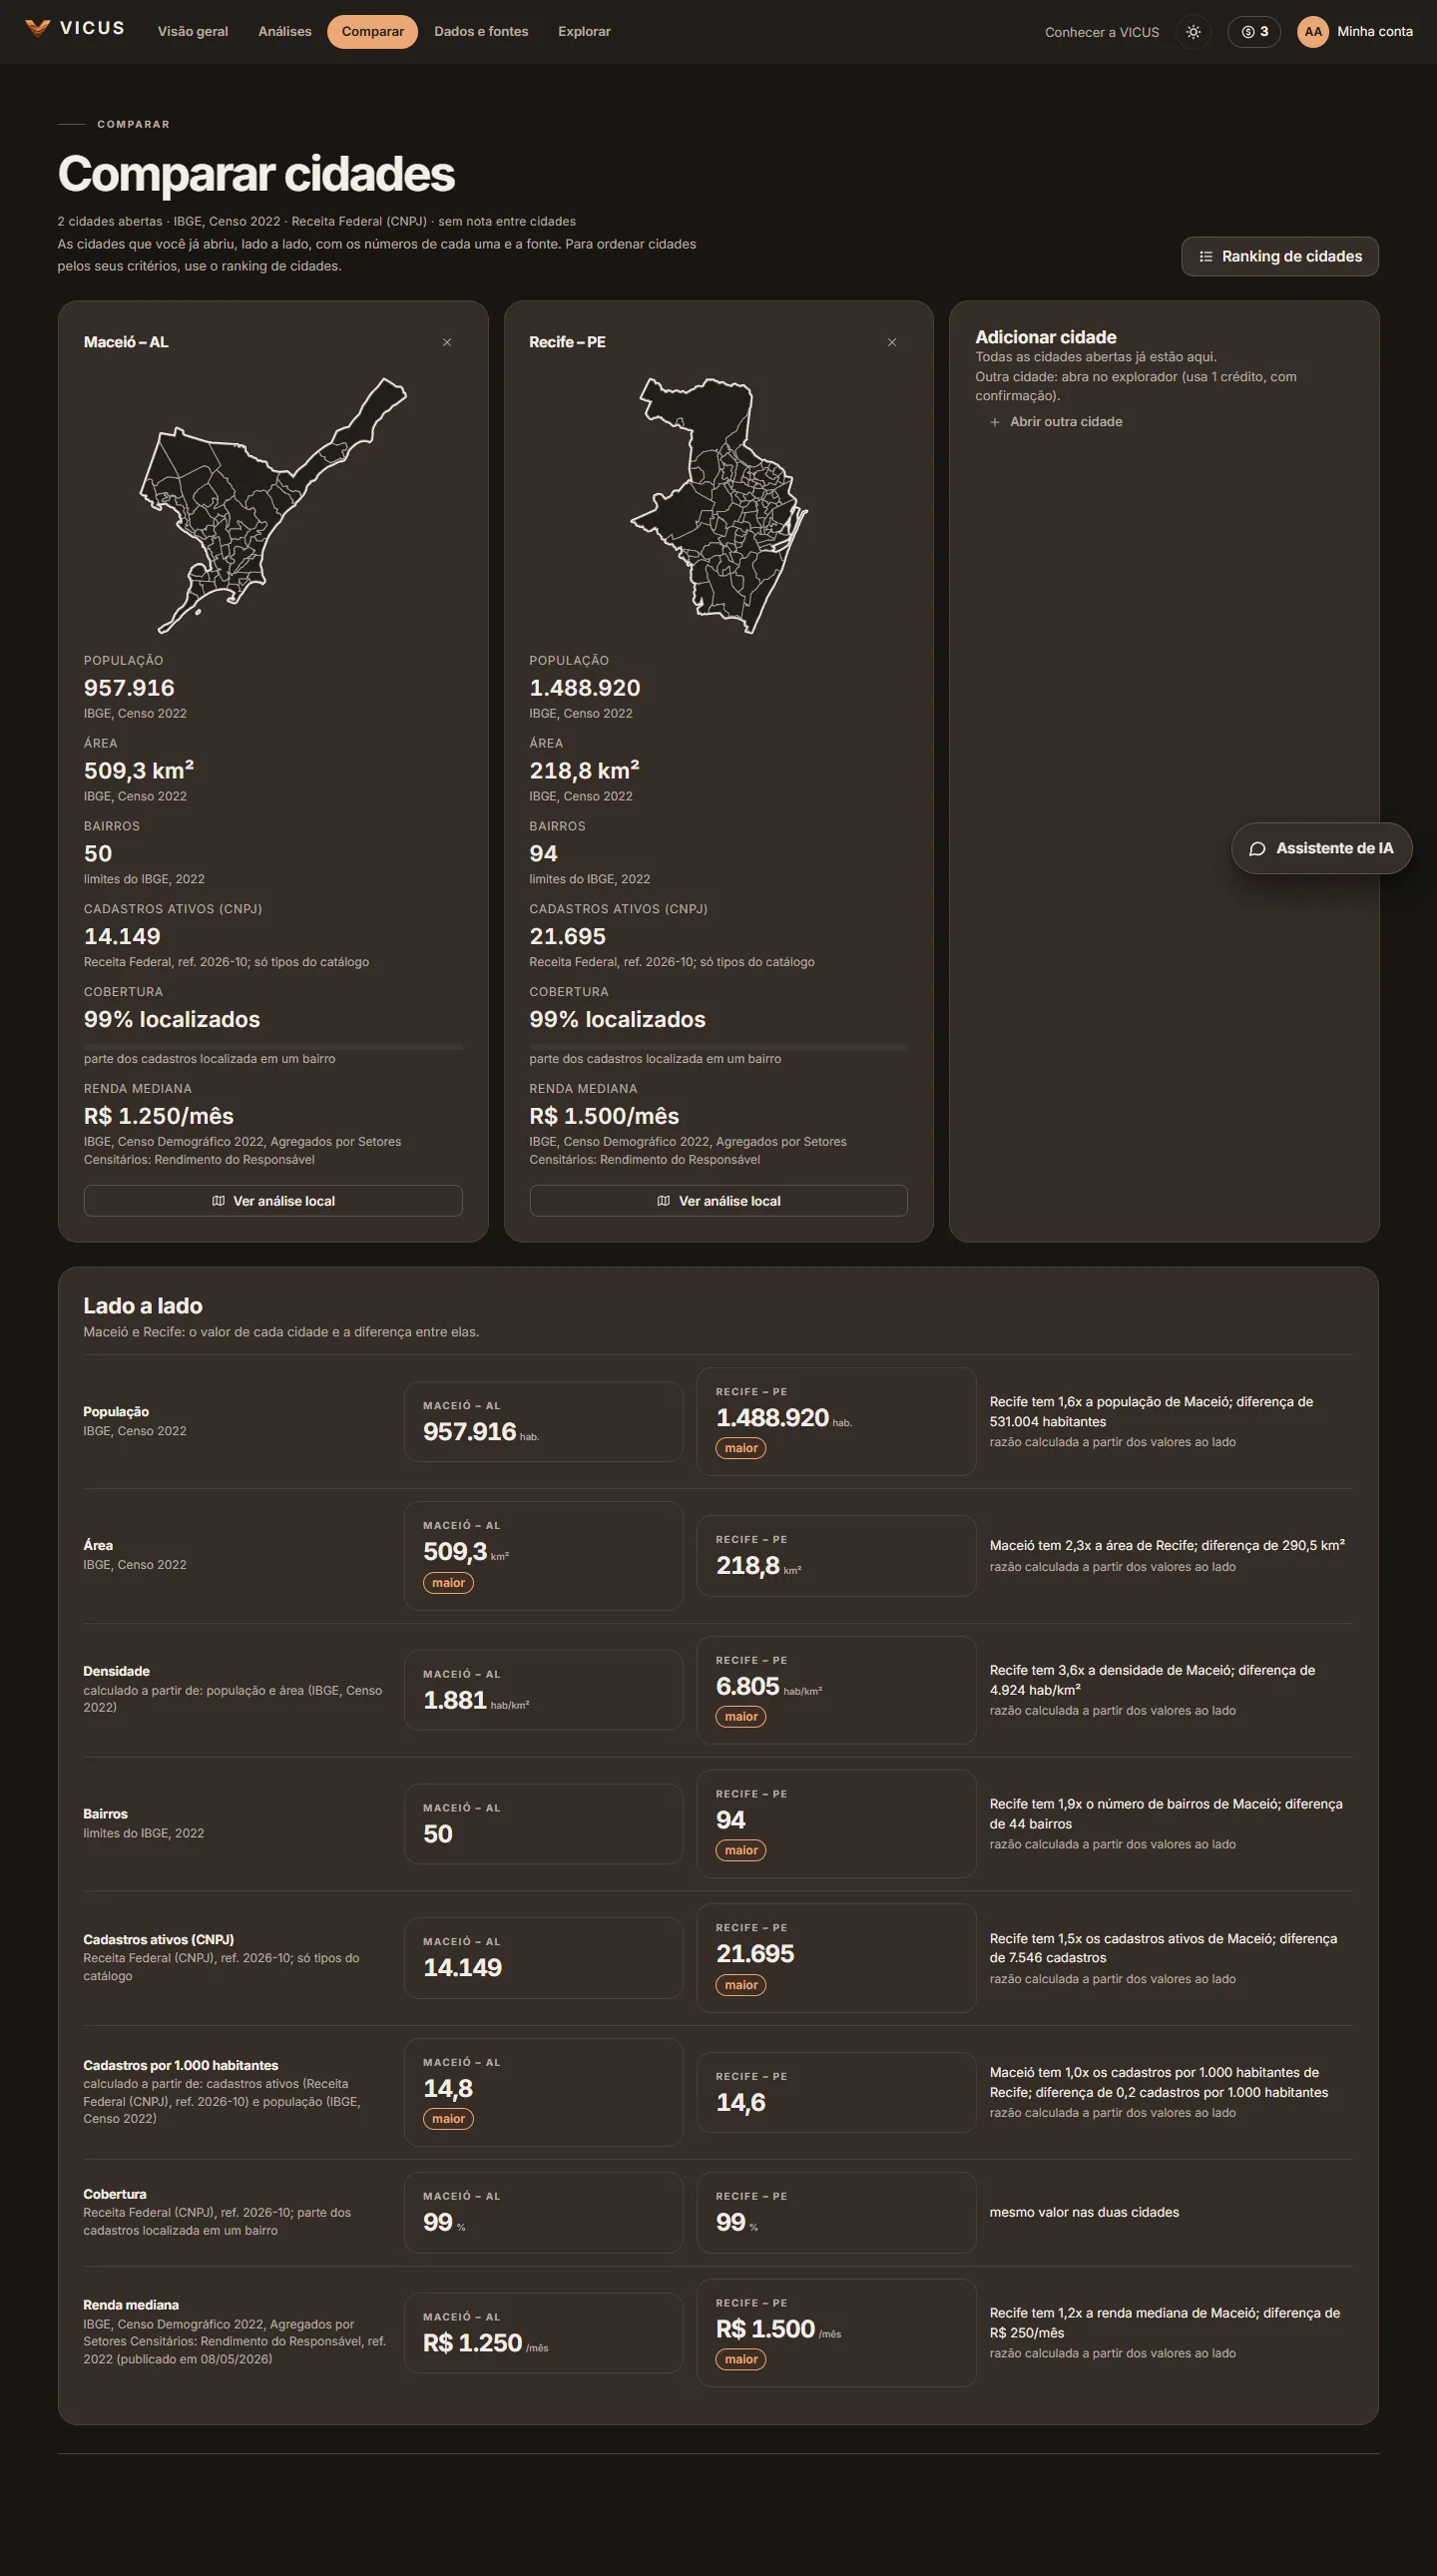 VICUS
Visão geral
Análises
Comparar
Dados e fontes
Explorar
Conhecer a VICUS
3
AA
Minha conta
COMPARAR
Comparar cidades
2 cidades abertas · IBGE, Censo 2022 · Receita Federal (CNPJ) · sem nota entre cidades
As cidades que você já abriu, lado a lado, com os números de cada uma e a fonte. Para ordenar cidades
pelos seus critérios, use o ranking de cidades.
Ranking de cidades
Maceió – AL
POPULAÇÃO
957.916
IBGE, Censo 2022
ÁREA
509,3 km²
IBGE, Censo 2022
BAIRROS
50
limites do IBGE, 2022
CADASTROS ATIVOS (CNPJ)
14.149
Receita Federal, ref. 2026-10; só tipos do catálogo
COBERTURA
99% localizados
parte dos cadastros localizada em um bairro
RENDA MEDIANA
R$ 1.250/mês
IBGE, Censo Demográfico 2022, Agregados por Setores
Censitários: Rendimento do Responsável
Ver análise local
Recife – PE
POPULAÇÃO
1.488.920
IBGE, Censo 2022
ÁREA
218,8 km²
IBGE, Censo 2022
BAIRROS
94
limites do IBGE, 2022
CADASTROS ATIVOS (CNPJ)
21.695
Receita Federal, ref. 2026-10; só tipos do catálogo
COBERTURA
99% localizados
parte dos cadastros localizada em um bairro
RENDA MEDIANA
R$ 1.500/mês
IBGE, Censo Demográfico 2022, Agregados por Setores
Censitários: Rendimento do Responsável
Ver análise local
Adicionar cidade
Todas as cidades abertas já estão aqui.
Outra cidade: abra no explorador (usa 1 crédito, com
confirmação).
+ Abrir outra cidade
Assistente de IA
Lado a lado
Maceió e Recife: o valor de cada cidade e a diferença entre elas.
População
IBGE, Censo 2022
MACEIÓ – AL
957.916 hab.
RECIFE – PE
1.488.920 hab.
maior
Recife tem 1,6x a população de Maceió; diferença de
531.004 habitantes
razão calculada a partir dos valores ao lado
Área
IBGE, Censo 2022
MACEIÓ – AL
509,3 km²
maior
RECIFE – PE
218,8 km²
Maceió tem 2,3x a área de Recife; diferença de 290,5 km²
razão calculada a partir dos valores ao lado
Densidade
calculado a partir de: população e área (IBGE, Censo
2022)
MACEIÓ – AL
1.881 hab/km²
RECIFE – PE
6.805 hab/km²
maior
Recife tem 3,6x a densidade de Maceió; diferença de
4.924 hab/km²
razão calculada a partir dos valores ao lado
Bairros
limites do IBGE, 2022
MACEIÓ – AL
50
RECIFE – PE
94
maior
Recife tem 1,9x o número de bairros de Maceió; diferença
de 44 bairros
razão calculada a partir dos valores ao lado
Cadastros ativos (CNPJ)
Receita Federal (CNPJ), ref. 2026-10; só tipos do
catálogo
MACEIÓ – AL
14.149
RECIFE – PE
21.695
maior
Recife tem 1,5x os cadastros ativos de Maceió; diferença
de 7.546 cadastros
razão calculada a partir dos valores ao lado
Cadastros por 1.000 habitantes
calculado a partir de: cadastros ativos (Receita
Federal (CNPJ), ref. 2026-10) e população (IBGE,
Censo 2022)
MACEIÓ – AL
14,8
maior
RECIFE – PE
14,6
Maceió tem 1,0x os cadastros por 1.000 habitantes de
Recife; diferença de 0,2 cadastros por 1.000 habitantes
razão calculada a partir dos valores ao lado
Cobertura
Receita Federal (CNPJ), ref. 2026-10; parte dos
cadastros localizada em um bairro
MACEIÓ – AL
99 %
RECIFE – PE
99 %
mesmo valor nas duas cidades
Renda mediana
IBGE, Censo Demográfico 2022, Agregados por
Setores Censitários: Rendimento do Responsável, ref.
2022 (publicado em 08/05/2026)
MACEIÓ – AL
R$ 1.250 /mês
RECIFE – PE
R$ 1.500 /mês
maior
Recife tem 1,2x a renda mediana de Maceió; diferença de
R$ 250/mês
razão calculada a partir dos valores ao lado